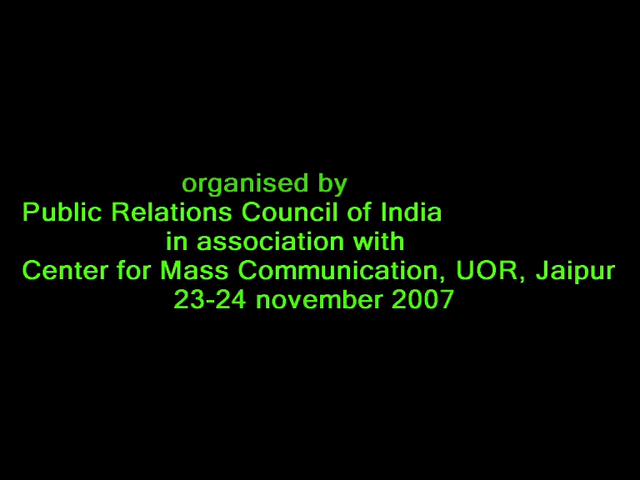 organised by
Public Relations Council of India
in association with
Center for Mass Communication, UOR, Jaipur
23-24 november 2007